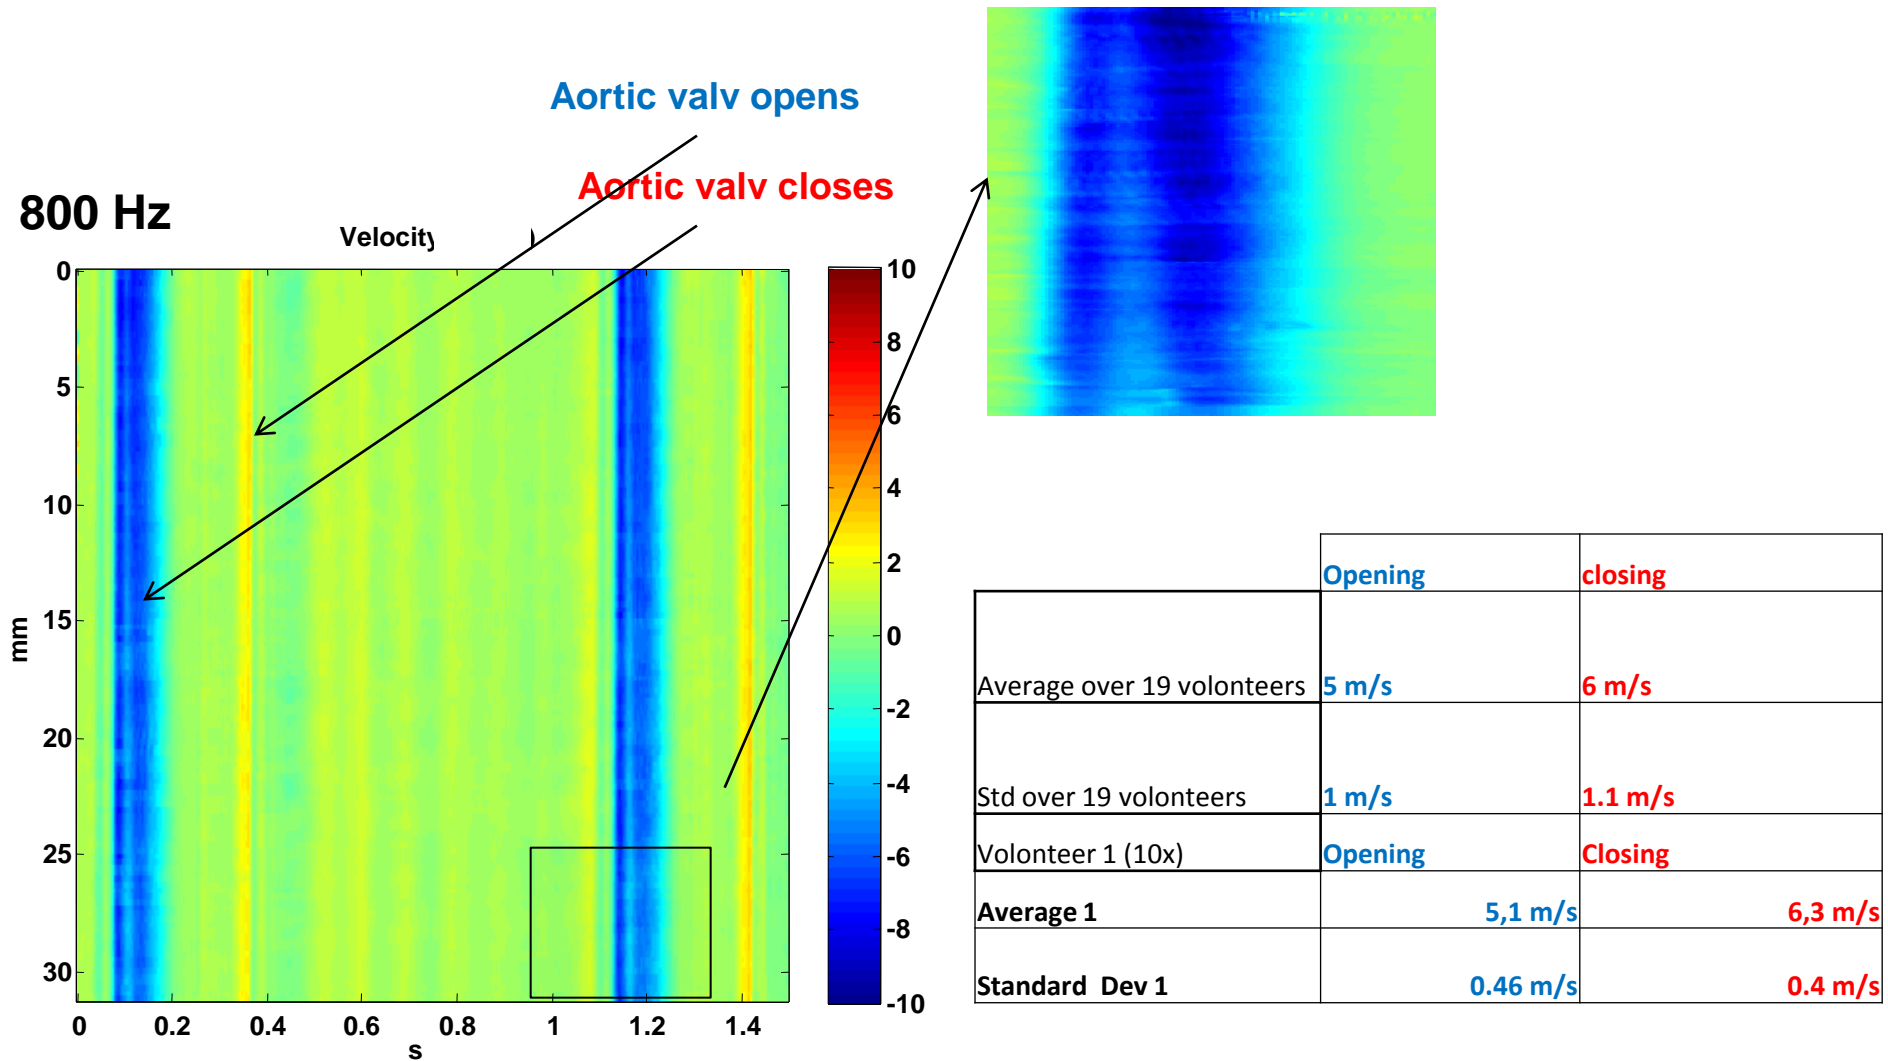 Aortic valv opens
Aortic valv closes
800 Hz
Velocity )
0
5
10
15
20
25
30
mm
0 0.2 0.4 0.6 0.8 1 1.2 1.4
s
10
8
6
4
2
0
-2
-4
-6
-8
-10
Opening closing
Average over 19 volonteers 5 m/s 6 m/s
Std over 19 volonteers 1 m/s 1.1 m/s
Volonteer 1 (10x) Opening Closing
Average 1 5,1 m/s 6,3 m/s
Standard Dev 1 0.46 m/s 0.4 m/s